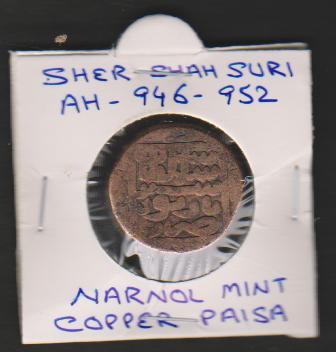 SHER SHAH SURI
AH - 946 - 952
NARNOL MINT
COPPER PAISA